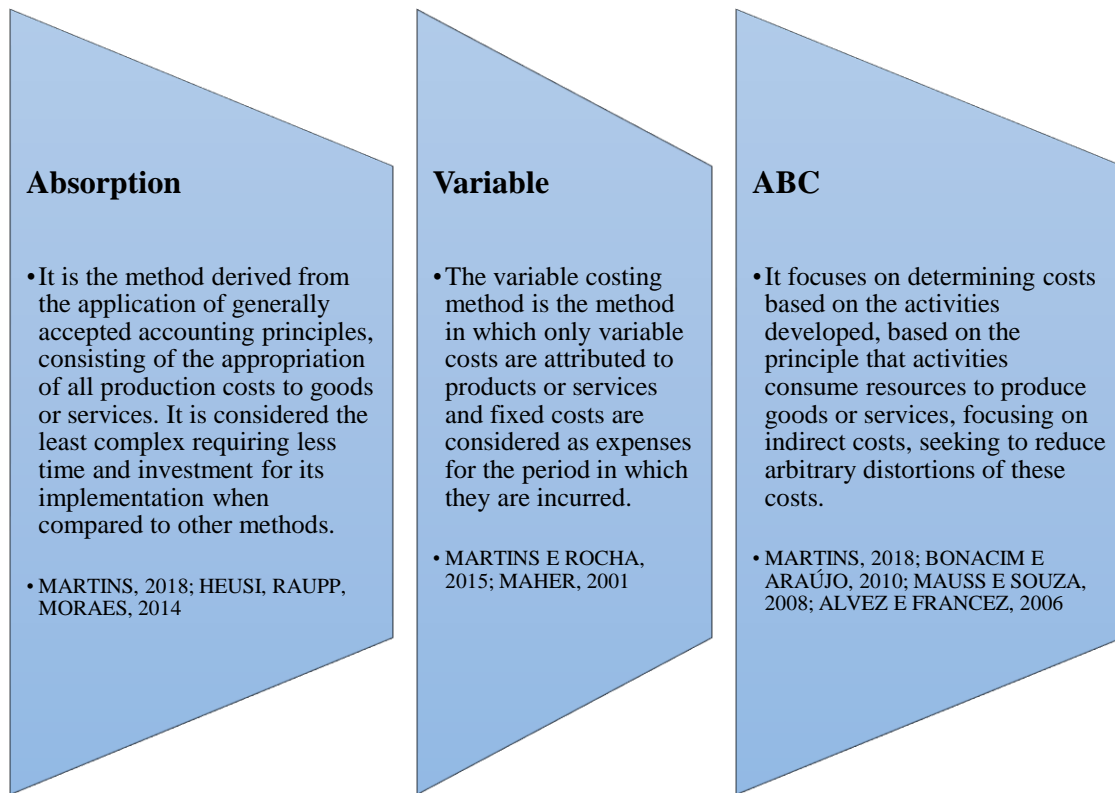 Absorption
•It is the method derived from
the application of generally
accepted accounting principles,
consisting of the appropriation
of all production costs to goods
or services. It is considered the
least complex requiring less
time and investment for its
implementation when
compared to other methods.
• MARTINS, 2018; HEUSI, RAUPP,
MORAES, 2014
Variable
•The variable costing
method is the method
in which only variable
costs are attributed to
products or services
and fixed costs are
considered as expenses
for the period in which
they are incurred.
• MARTINS E ROCHA,
2015; MAHER, 2001
ABC
•It focuses on determining costs
based on the activities
developed, based on the
principle that activities
consume resources to produce
goods or services, focusing on
indirect costs, seeking to reduce
arbitrary distortions of these
costs.
• MARTINS, 2018; BONACIM E
ARAÚJO, 2010; MAUSS E SOUZA,
2008; ALVEZ E FRANCEZ, 2006